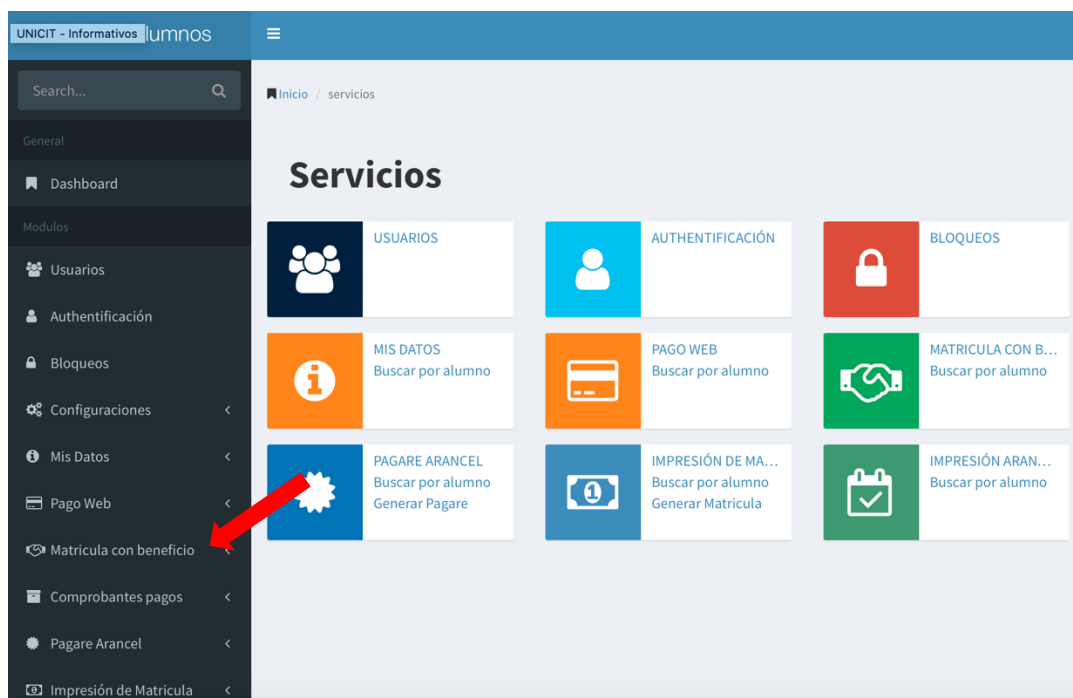 UNICIT - Informativos lumnos
Search...
General
Dashboard
Modulos
Usuarios
Authentificación
Bloqueos
Configuraciones
Mis Datos
Pago Web
Matricula con beneficio
Comprobantes pagos
Pagare Arancel
Impresión de Matricula
Inicio / servicios
Servicios
USUARIOS
AUTHENTIFICACIÓN
BLOQUEOS
MIS DATOS
Buscar por alumno
PAGO WEB
Buscar por alumno
MATRICULA CON B...
Buscar por alumno
PAGARE ARANCEL
Buscar por alumno
Generar Pagare
IMPRESIÓN DE MA...
Buscar por alumno
Generar Matricula
IMPRESIÓN ARAN...
Buscar por alumno